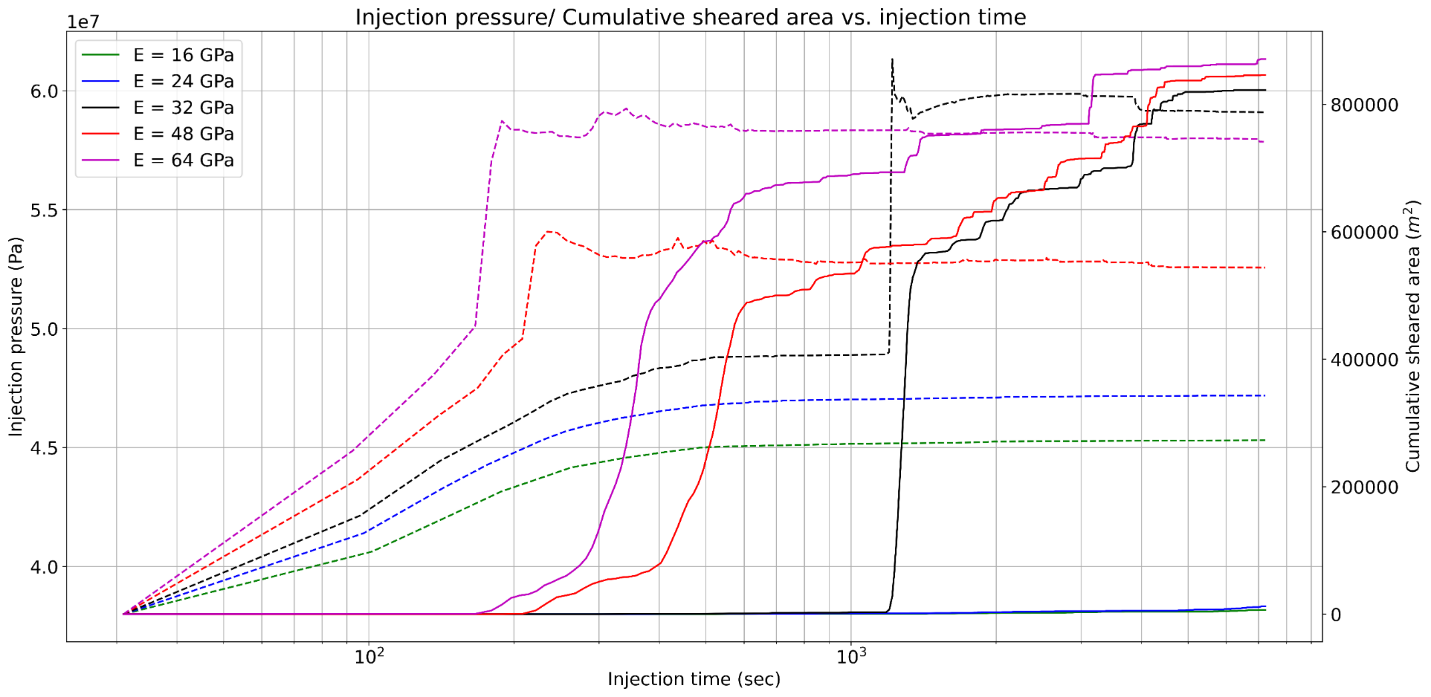 Injection pressure/ Cumulative sheared area vs. injection time
1e7
E = 16 GPa
E = 24 GPa
E = 32 GPa
E = 48 GPa
E = 64 GPa
6.0
5.5
5.0
4.5
4.0
Injection pressure (Pa)
800000
600000
400000
200000
0
Cumulative sheared area (m²)
10²
10³
Injection time (sec)